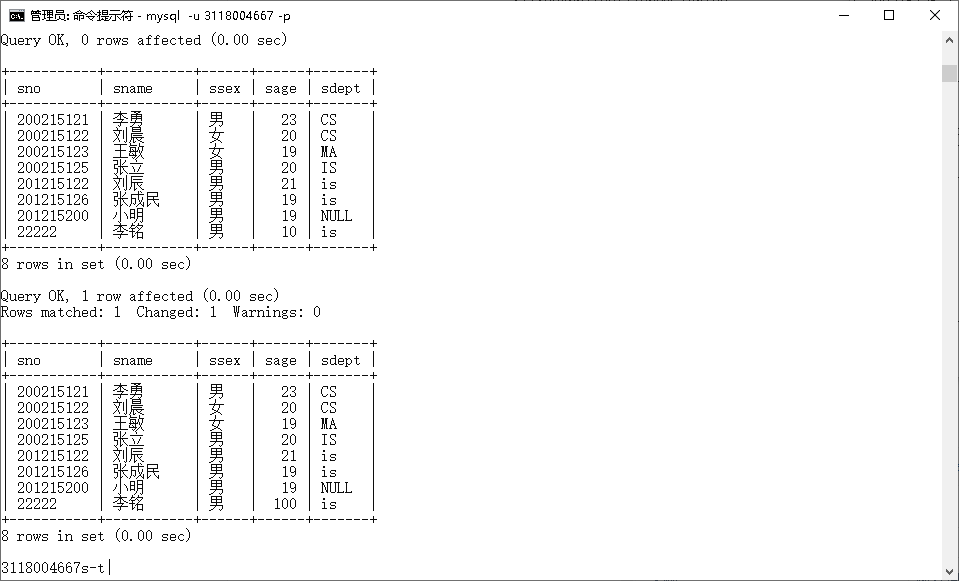 管理员: 命令提示符 - mysql -u 3118004667 -p
Query OK, 0 rows affected (0.00 sec)
+-----------+-----------+------+------+-------+
| sno | sname | ssex | sage | sdept |
+-----------+-----------+------+------+-------+
| 200215121 | 李勇 | 男 | 23 | CS |
| 200215122 | 刘晨 | 女 | 20 | CS |
| 200215123 | 王敏 | 女 | 19 | MA |
| 200215125 | 张立 | 男 | 20 | IS |
| 201215122 | 刘辰 | 男 | 21 | is |
| 201215126 | 张成民 | 男 | 19 | is |
| 201215200 | 小明 | 男 | 19 | NULL |
| 22222 | 李铭 | 男 | 10 | is |
+-----------+-----------+------+------+-------+
8 rows in set (0.00 sec)
Query OK, 1 row affected (0.00 sec)
Rows matched: 1 Changed: 1 Warnings: 0
+-----------+-----------+------+------+-------+
| sno | sname | ssex | sage | sdept |
+-----------+-----------+------+------+-------+
| 200215121 | 李勇 | 男 | 23 | CS |
| 200215122 | 刘晨 | 女 | 20 | CS |
| 200215123 | 王敏 | 女 | 19 | MA |
| 200215125 | 张立 | 男 | 20 | IS |
| 201215122 | 刘辰 | 男 | 21 | is |
| 201215126 | 张成民 | 男 | 19 | is |
| 201215200 | 小明 | 男 | 19 | NULL |
| 22222 | 李铭 | 男 | 100 | is |
+-----------+-----------+------+------+-------+
8 rows in set (0.00 sec)
3118004667s-t